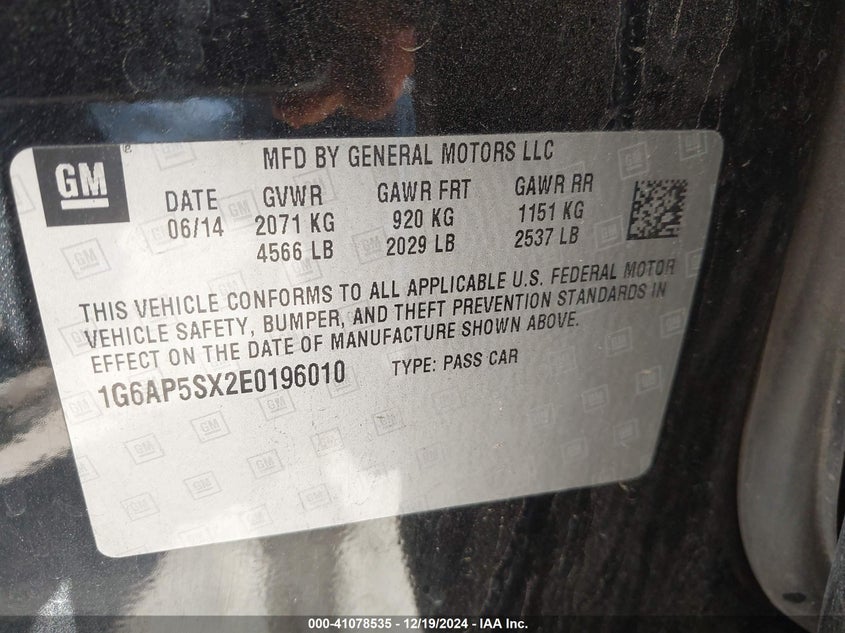 GM
MFD BY GENERAL MOTORS LLC
DATE GVWR GAWR FRT GAWR RR
06/14 2071 KG 920 KG 1151 KG
4566 LB 2029 LB 2537 LB
THIS VEHICLE CONFORMS TO ALL APPLICABLE U.S. FEDERAL MOTOR
VEHICLE SAFETY, BUMPER, AND THEFT PREVENTION STANDARDS IN
EFFECT ON THE DATE OF MANUFACTURE SHOWN ABOVE.
1G6AP5SX2E0196010 TYPE: PASS CAR
000-41078535 - 12/19/2024 - IAA Inc.